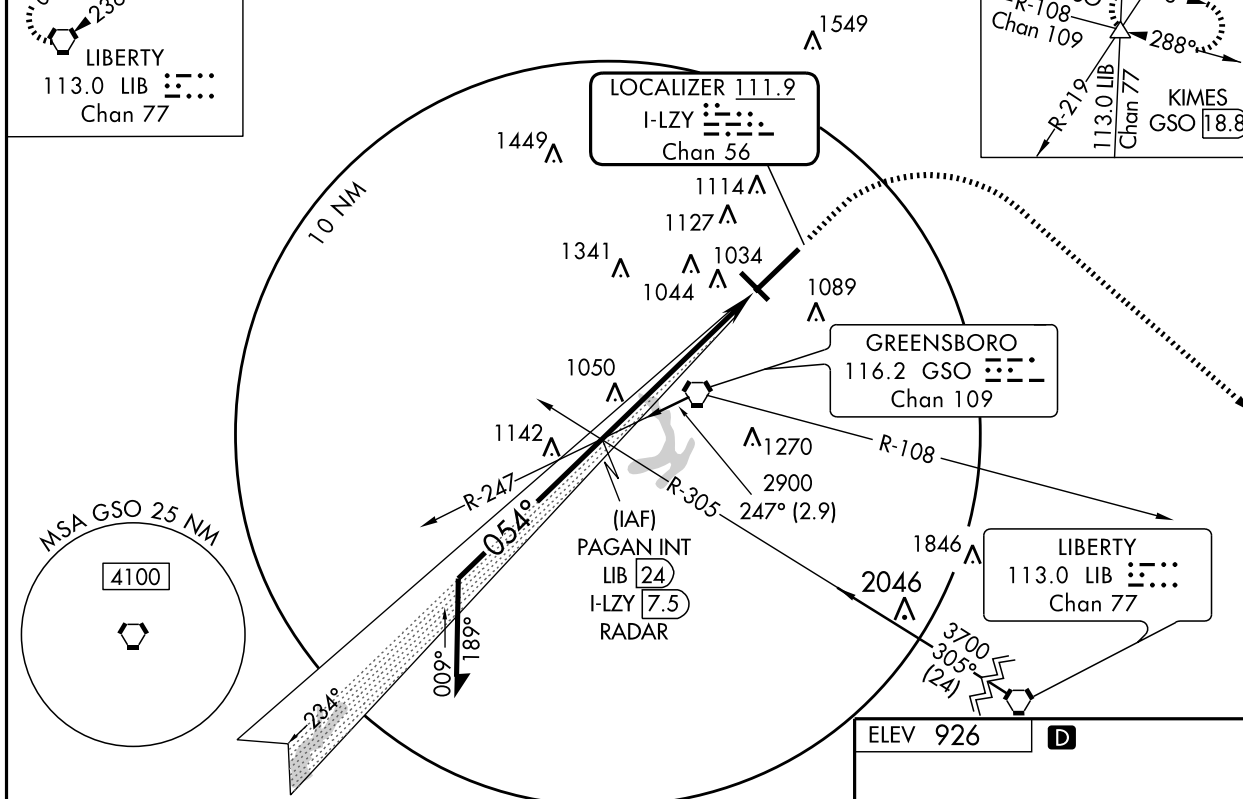 LIBERTY
113.0 LIB
Chan 77
1549
LOCALIZER 111.9
I-LZY
Chan 56
R-108
Chan 109
288°
R-219
113.0 LIB
Chan 77
KIMES
GSO 18.8
1449
10 NM
1114
1127
1341
1034
1044
1089
GREENSBORO
116.2 GSO
Chan 109
1050
1142
1270
R-108
R-247
R-305
2900
247° (2.9)
054°
(IAF)
PAGAN INT
LIB 24
I-LZY 7.5
RADAR
MSA GSO 25 NM
4100
1846
LIBERTY
113.0 LIB
Chan 77
2046
009°
189°
3700
305°
(24)
234°
ELEV 926
D